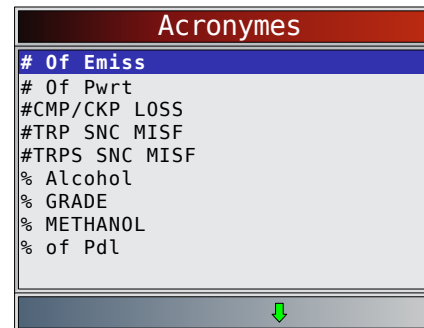 Acronymes
# Of Emiss
# Of Pwrt
#CMP/CKP LOSS
#TRP SNC MISF
#TRPS SNC MISF
% Alcohol
% GRADE
% METHANOL
% of Pdl